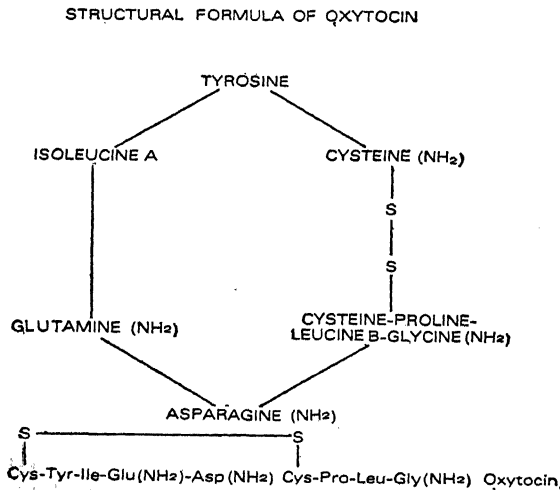 STRUCTURAL FORMULA OF OXYTOCIN
TYROSINE
ISOLEUCINE A CYSTEINE (NH2)
S
S
GLUTAMINE (NH2) CYSTEINE-PROLINE-
LEUCINE B-GLYCINE (NH2)
ASPARAGINE (NH2)
S S
Cys-Tyr-Ile-Glu(NH2)-Asp(NH2) Cys-Pro-Leu-Gly(NH2) Oxytocin